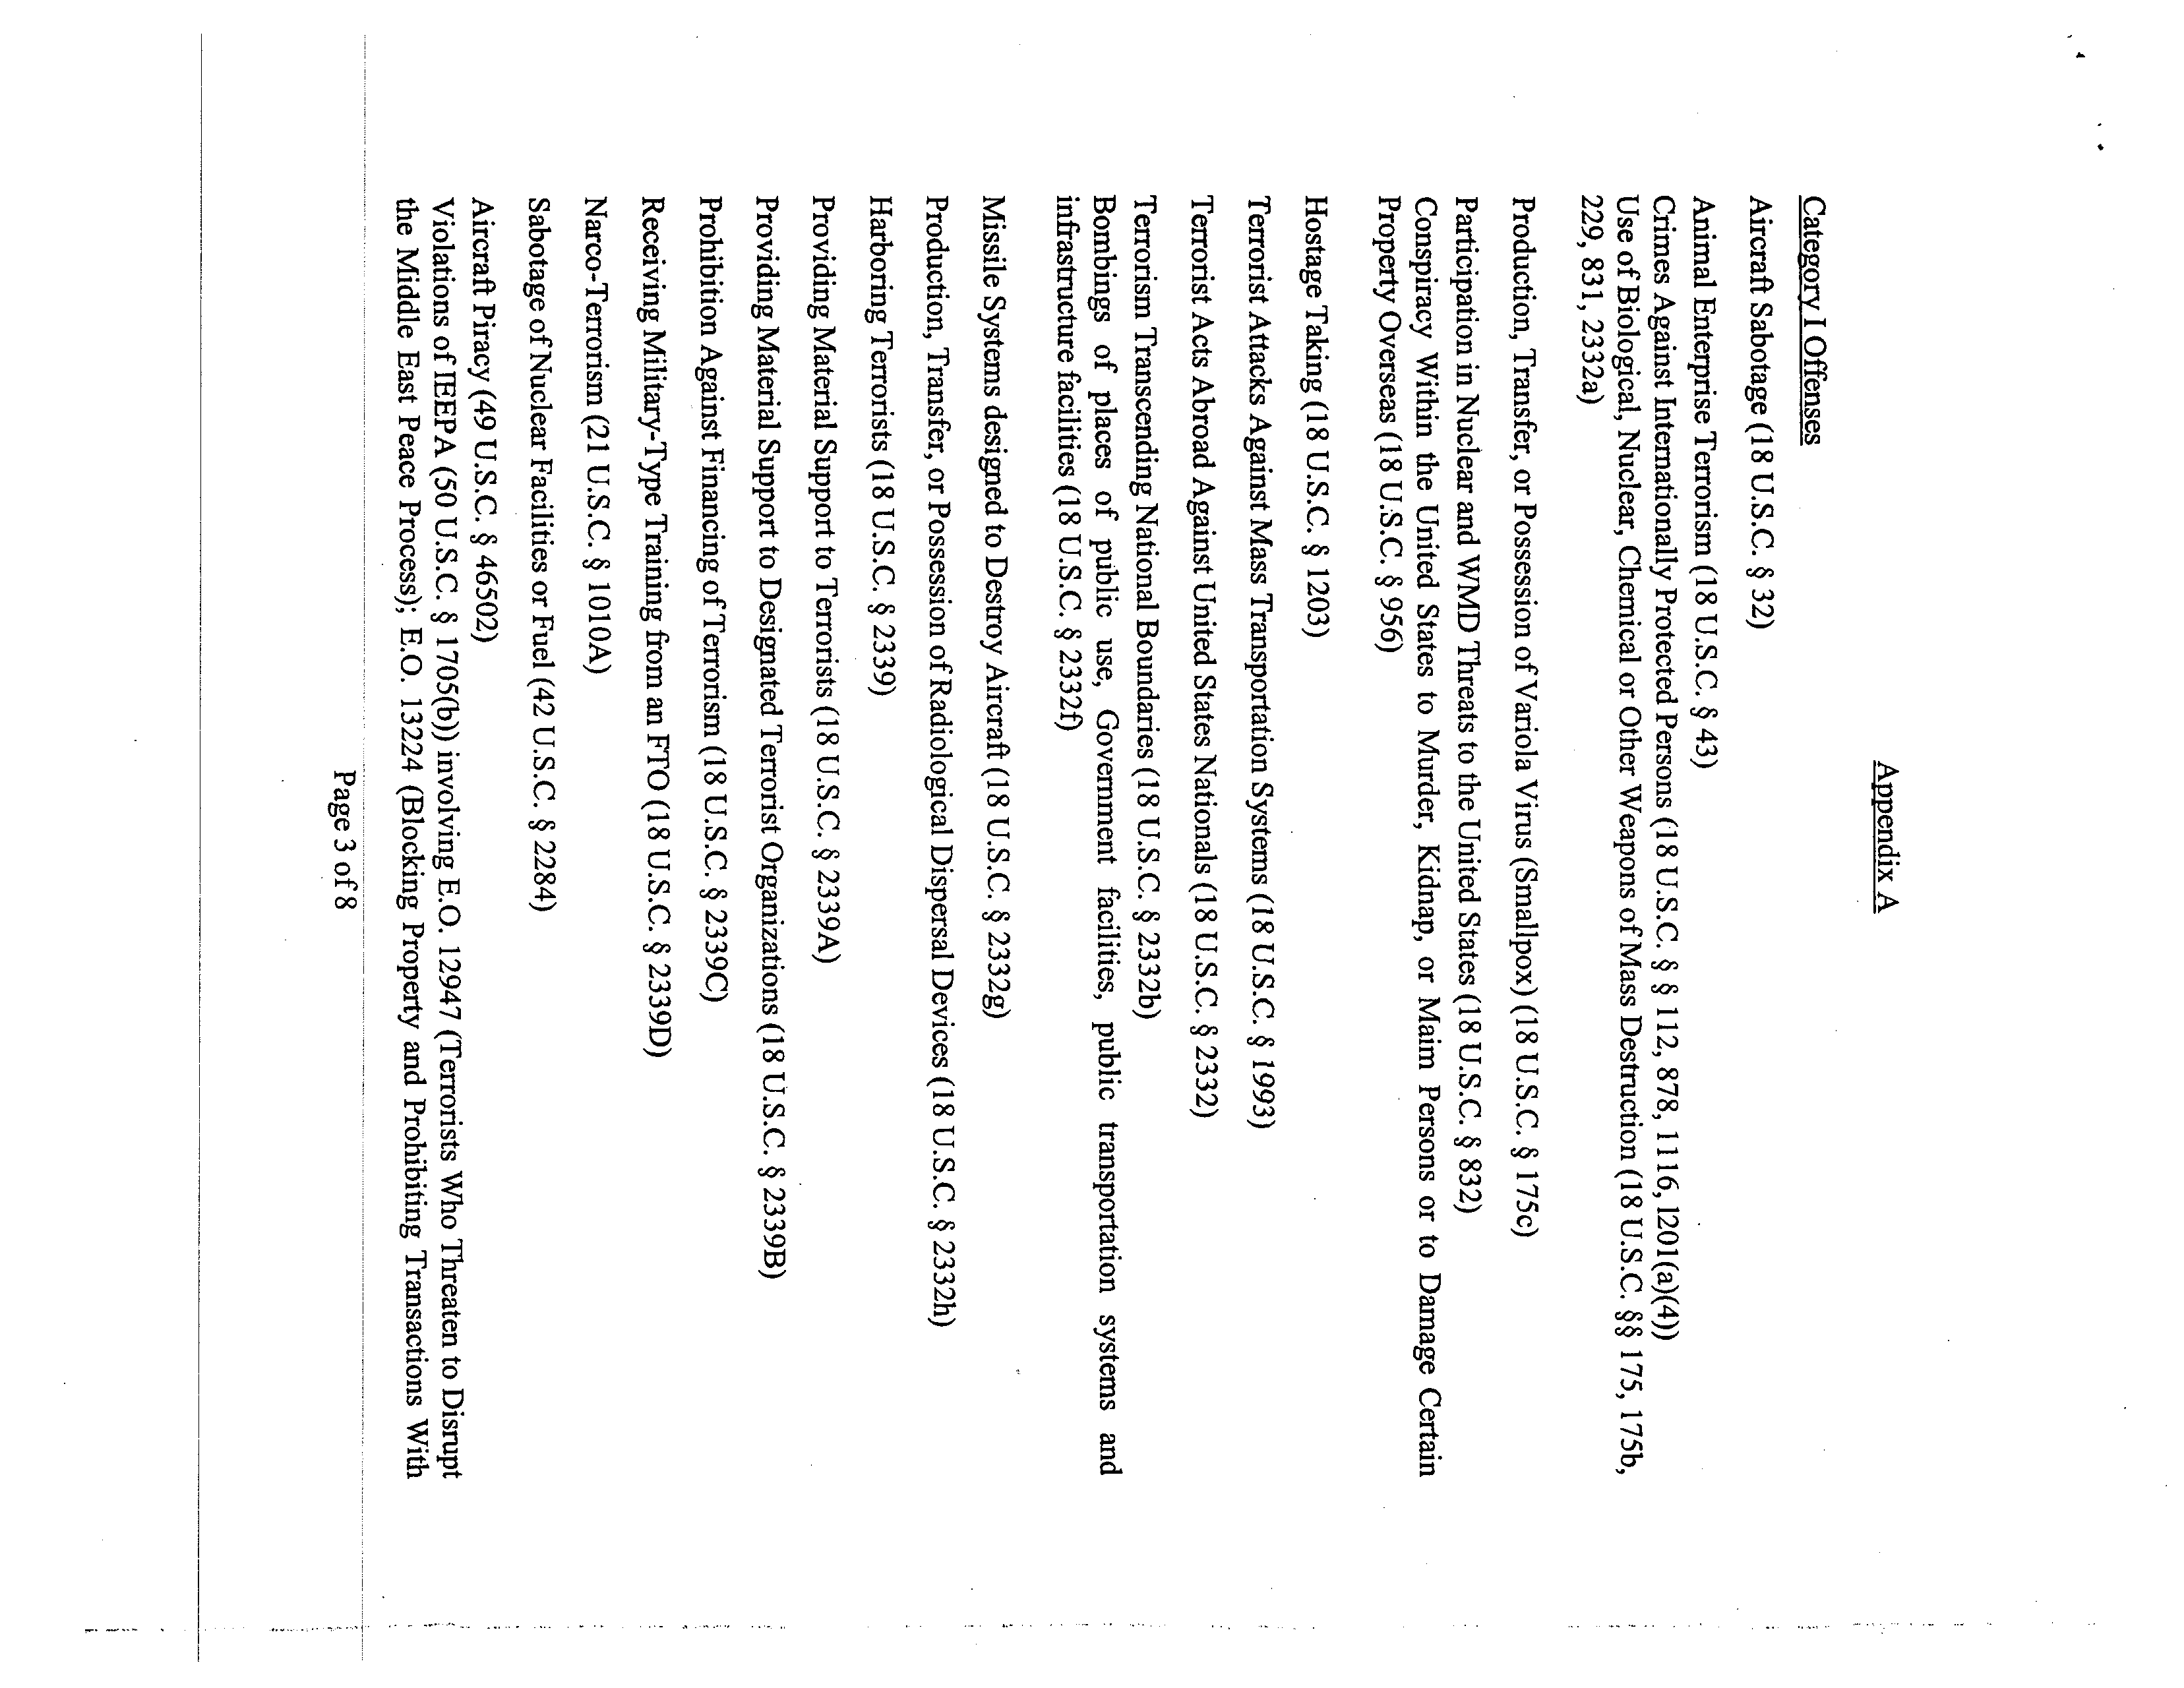 Appendix A
Category I Offenses
Aircraft Sabotage (18 U.S.C. § 32)
Animal Enterprise Terrorism (18 U.S.C. § 43)
Crimes Against Internationally Protected Persons (18 U.S.C. § § 112, 878, 1116, 1201(a)(4))
Use of Biological, Nuclear, Chemical or Other Weapons of Mass Destruction (18 U.S.C. §§ 175, 175b,
229, 831, 2332a)
Production, Transfer, or Possession of Variola Virus (Smallpox) (18 U.S.C. § 175c)
Participation in Nuclear and WMD Threats to the United States (18 U.S.C. § 832)
Conspiracy Within the United States to Murder, Kidnap, or Maim Persons or to Damage Certain
Property Overseas (18 U.S.C. § 956)
Hostage Taking (18 U.S.C. § 1203)
Terrorist Attacks Against Mass Transportation Systems (18 U.S.C. § 1993)
Terrorist Acts Abroad Against United States Nationals (18 U.S.C. § 2332)
Terrorism Transcending National Boundaries (18 U.S.C. § 2332b)
Bombings of places of public use, Government facilities, public transportation systems and
infrastructure facilities (18 U.S.C. § 2332f)
Missile Systems designed to Destroy Aircraft (18 U.S.C. § 2332g)
Production, Transfer, or Possession of Radiological Dispersal Devices (18 U.S.C. § 2332h)
Harboring Terrorists (18 U.S.C. § 2339)
Providing Material Support to Terrorists (18 U.S.C. § 2339A)
Providing Material Support to Designated Terrorist Organizations (18 U.S.C. § 2339B)
Prohibition Against Financing of Terrorism (18 U.S.C. § 2339C)
Receiving Military-Type Training from an FTO (18 U.S.C. § 2339D)
Narco-Terrorism (21 U.S.C. § 1010A)
Sabotage of Nuclear Facilities or Fuel (42 U.S.C. § 2284)
Aircraft Piracy (49 U.S.C. § 46502)
Violations of IEEPA (50 U.S.C. § 1705(b)) involving E.O. 12947 (Terrorists Who Threaten to Disrupt
the Middle East Peace Process); E.O. 13224 (Blocking Property and Prohibiting Transactions With
Page 3 of 8